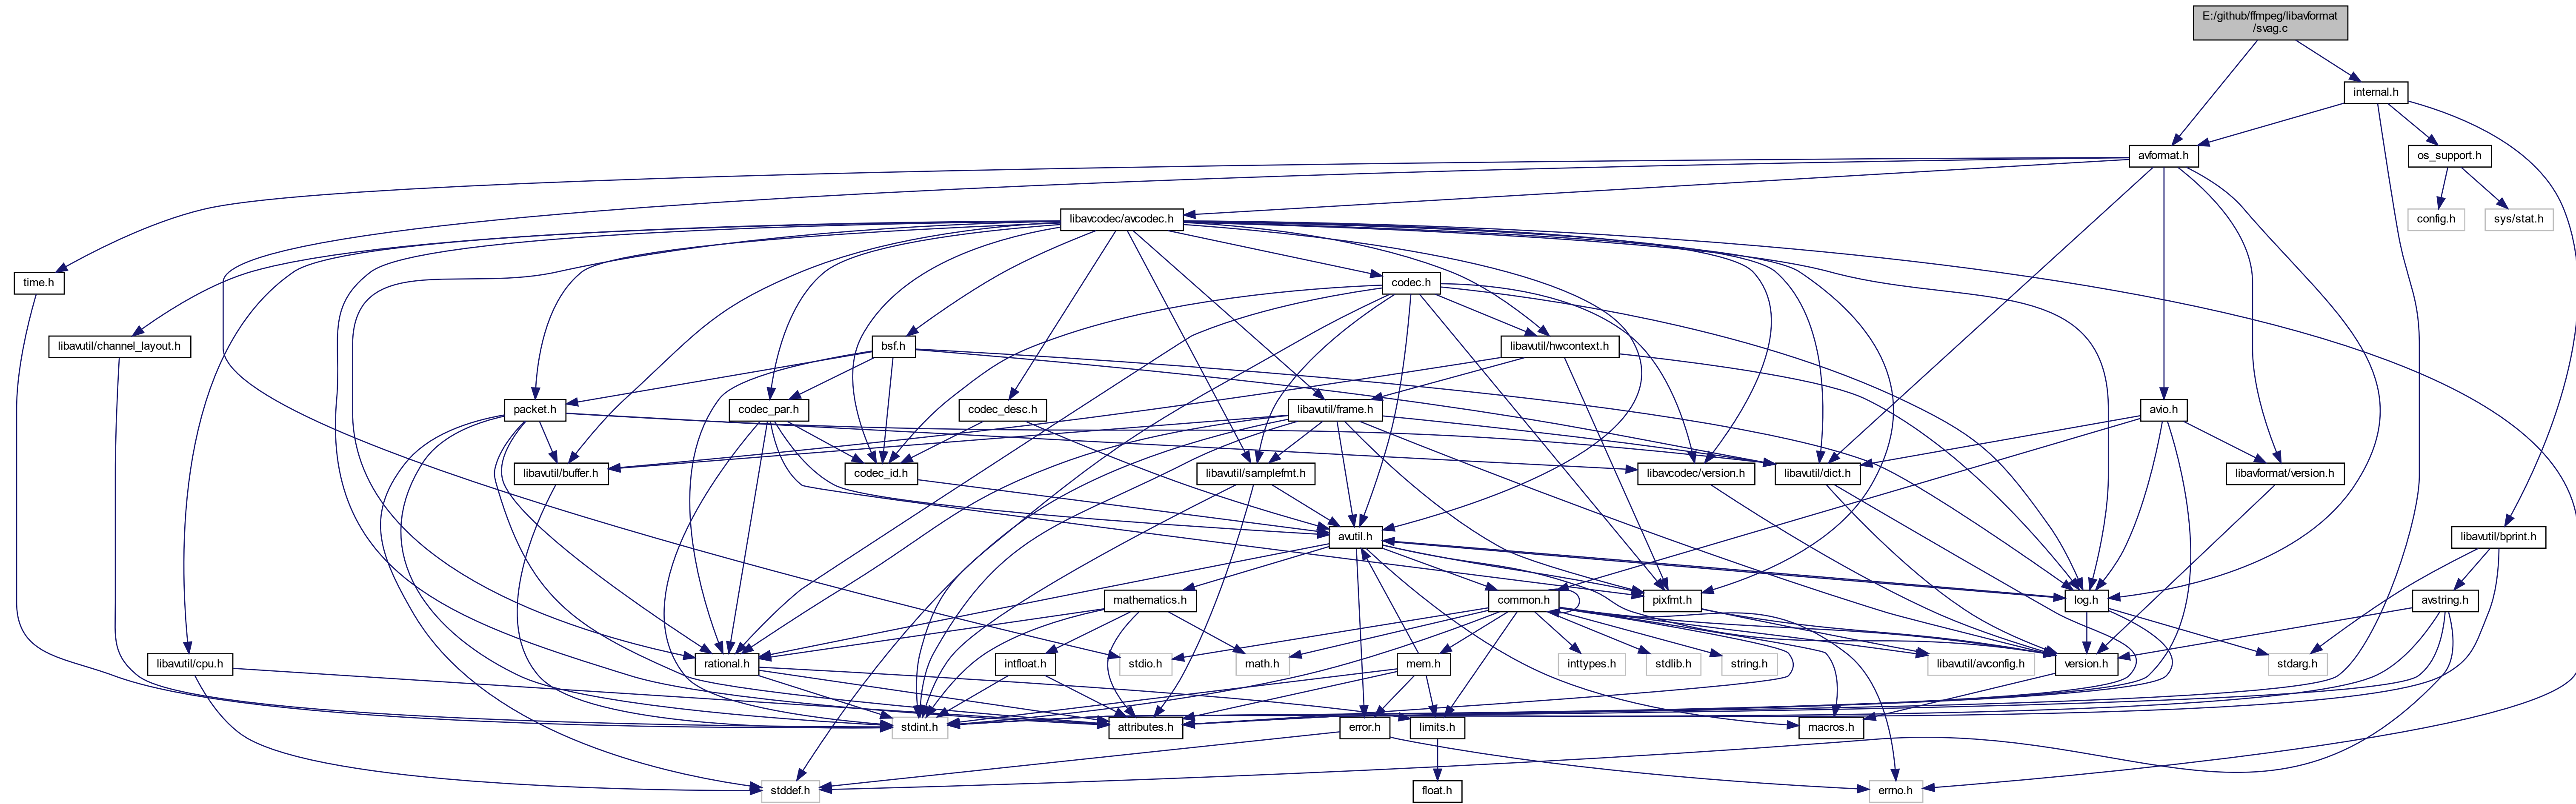 E:/github/ffmpeg/libavformat
/svag.c
internal.h
avformat.h
os_support.h
libavcodec/avcodec.h
config.h
sys/stat.h
time.h
codec.h
libavutil/channel_layout.h
bsf.h
libavutil/hwcontext.h
packet.h
codec_par.h
codec_desc.h
libavutil/frame.h
avio.h
libavutil/buffer.h
codec_id.h
libavutil/samplefmt.h
libavcodec/version.h
libavutil/dict.h
libavformat/version.h
avutil.h
libavutil/bprint.h
mathematics.h
common.h
pixfmt.h
log.h
avstring.h
libavutil/cpu.h
rational.h
intfloat.h
stdio.h
math.h
mem.h
inttypes.h
stdlib.h
string.h
libavutil/avconfig.h
version.h
stdarg.h
stdint.h
attributes.h
error.h
limits.h
macros.h
stddef.h
float.h
errno.h